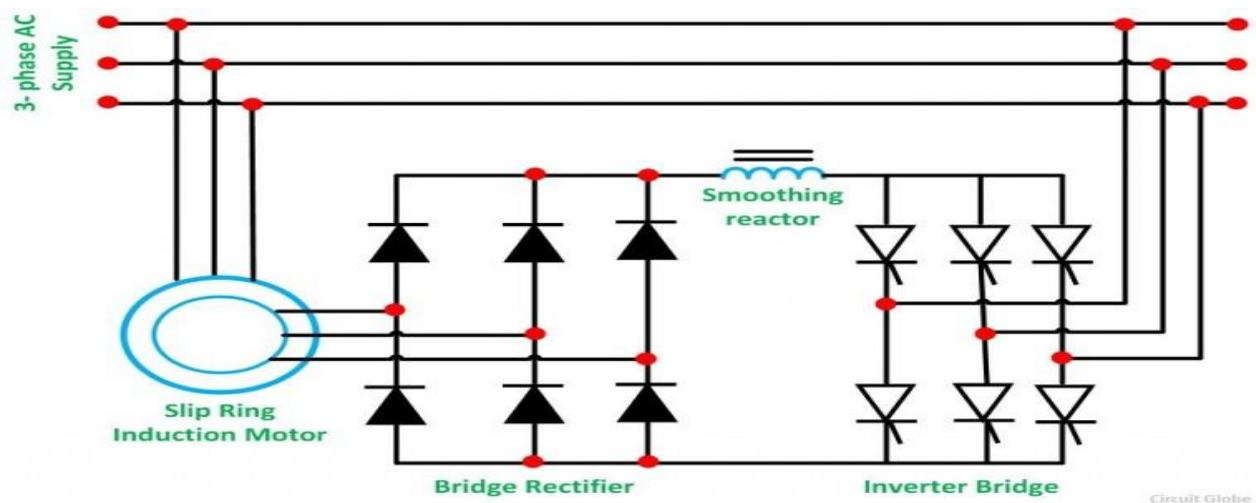 3- phase AC
Supply
Smoothing
reactor
Slip Ring
Induction Motor
Bridge Rectifier
Inverter Bridge
Circuit Globe